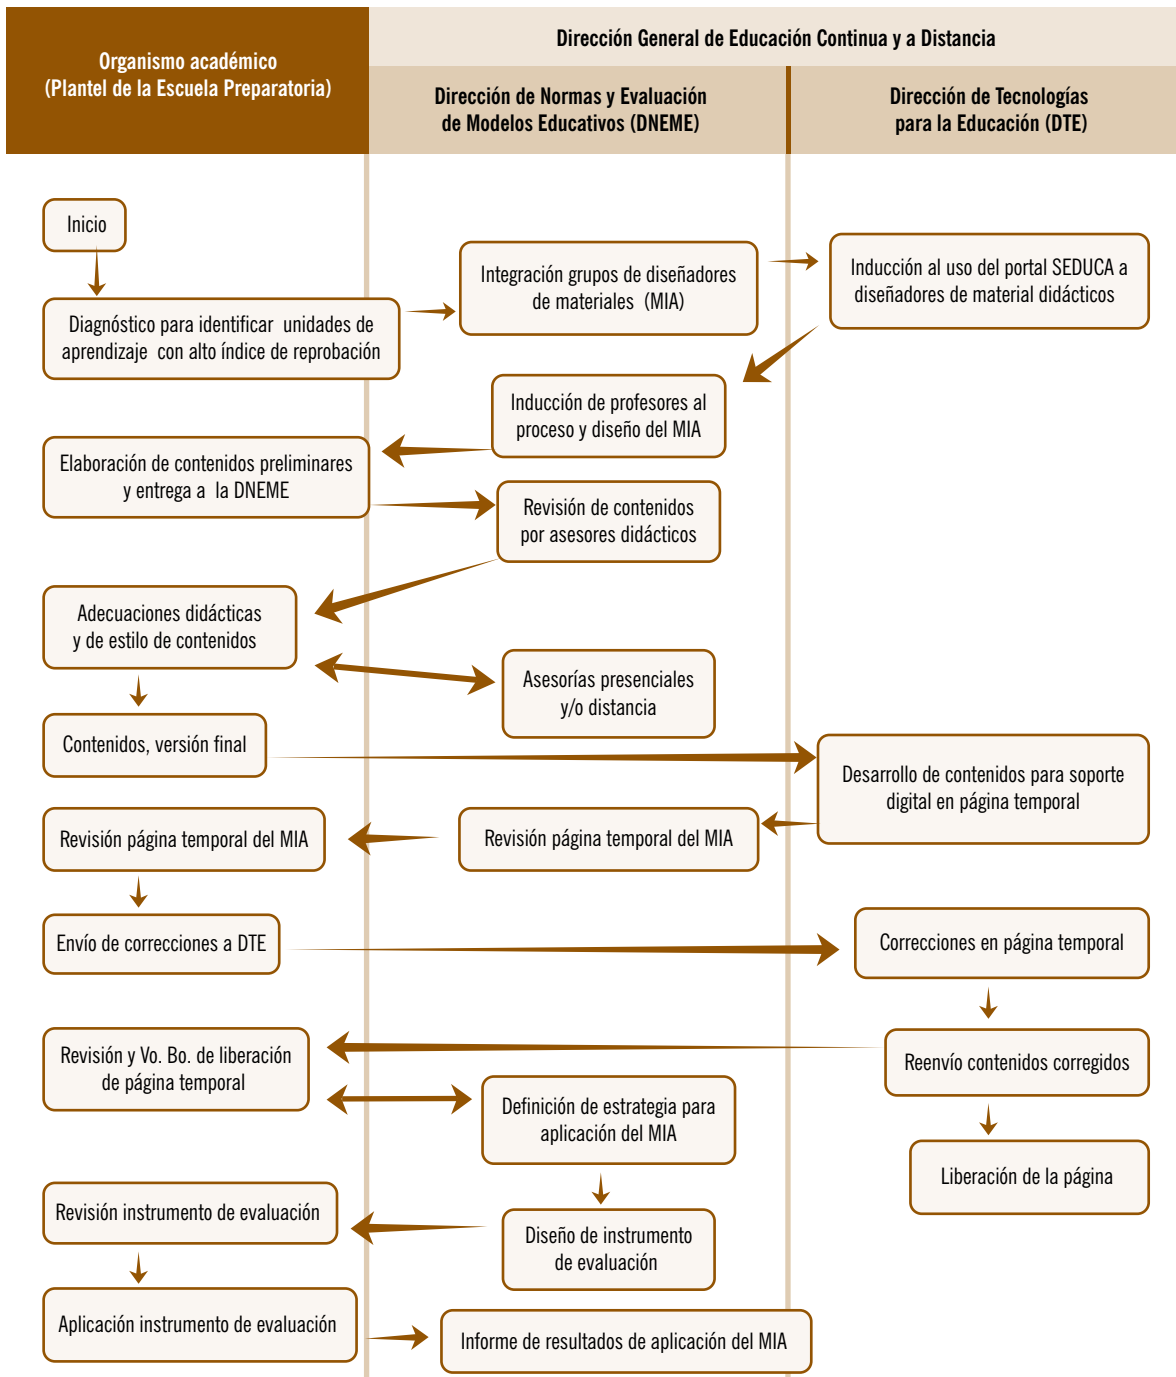 Organismo académico
(Plantel de la Escuela Preparatoria)
Dirección General de Educación Continua y a Distancia
Dirección de Normas y Evaluación
de Modelos Educativos (DNEME)
Dirección de Tecnologías
para la Educación (DTE)
Inicio
Diagnóstico para identificar unidades de
aprendizaje con alto índice de reprobación
Integración grupos de diseñadores
de materiales (MIA)
Inducción al uso del portal SEDUCA a
diseñadores de material didácticos
Inducción de profesores al
proceso y diseño del MIA
Elaboración de contenidos preliminares
y entrega a la DNEME
Revisión de contenidos
por asesores didácticos
Adecuaciones didácticas
y de estilo de contenidos
Asesorías presenciales
y/o distancia
Contenidos, versión final
Desarrollo de contenidos para soporte
digital en página temporal
Revisión página temporal del MIA
Revisión página temporal del MIA
Envío de correcciones a DTE
Correcciones en página temporal
Reenvío contenidos corregidos
Revisión y Vo. Bo. de liberación
de página temporal
Definición de estrategia para
aplicación del MIA
Liberación de la página
Diseño de instrumento
de evaluación
Revisión instrumento de evaluación
Aplicación instrumento de evaluación
Informe de resultados de aplicación del MIA